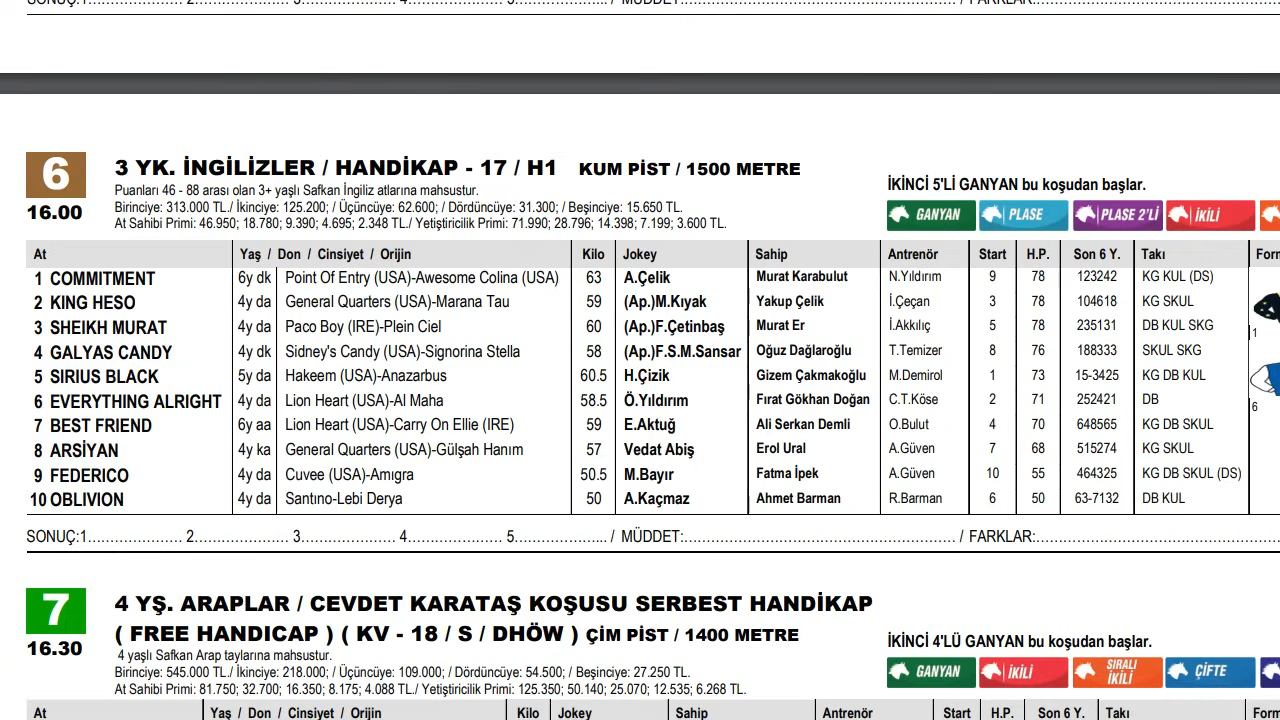 SONUÇ:1..................... 2..................... 3..................... 4..................... 5..................... / MÜDDET:............................................................. / FARKLAR:.......................................................
6
16.00
3 YK. İNGİLİZLER / HANDİKAP - 17 / H1 KUM PİST / 1500 METRE
Puanları 46 - 88 arası olan 3+ yaşlı Safkan İngiliz atlarına mahsustur.
Birinciye: 313.000 TL./ İkinciye: 125.200; / Üçüncüye: 62.600; / Dördüncüye: 31.300; / Beşinciye: 15.650 TL.
At Sahibi Primi: 46.950; 18.780; 9.390; 4.695; 2.348 TL./ Yetiştiricilik Primi: 71.990; 28.796; 14.398; 7.199; 3.600 TL.
İKİNCİ 5'Lİ GANYAN bu koşudan başlar.
GANYAN PLASE PLASE 2'Lİ İKİLİ
At Yaş / Don / Cinsiyet / Orijin Kilo Jokey Sahip Antrenör Start H.P. Son 6 Y. Takı Form
1 COMMITMENT 6y dk Point Of Entry (USA)-Awesome Colina (USA) 63 A.Çelik Murat Karabulut N.Yıldırım 9 78 123242 KG KUL (DS)
2 KING HESO 4y da General Quarters (USA)-Marana Tau 59 (Ap.)M.Kıyak Yakup Çelik İ.Çeçan 3 78 104618 KG SKUL
3 SHEIKH MURAT 4y da Paco Boy (IRE)-Plein Ciel 60 (Ap.)F.Çetinbaş Murat Er İ.Akkılıç 5 78 235131 DB KUL SKG
1
4 GALYAS CANDY 4y dk Sidney's Candy (USA)-Signorina Stella 58 (Ap.)F.S.M.Sansar Oğuz Dağlaroğlu T.Temizer 8 76 188333 SKUL SKG
5 SIRIUS BLACK 5y da Hakeem (USA)-Anazarbus 60.5 H.Çizik Gizem Çakmakoğlu M.Demirol 1 73 15-3425 KG DB KUL
6 EVERYTHING ALRIGHT 4y da Lion Heart (USA)-Al Maha 58.5 Ö.Yıldırım Fırat Gökhan Doğan C.T.Köse 2 71 252421 DB
6
7 BEST FRIEND 6y aa Lion Heart (USA)-Carry On Ellie (IRE) 59 E.Aktuğ Ali Serkan Demli O.Bulut 4 70 648565 KG DB SKUL
8 ARSİYAN 4y ka General Quarters (USA)-Gülşah Hanım 57 Vedat Abiş Erol Ural A.Güven 7 68 515274 KG SKUL
9 FEDERICO 4y da Cuvee (USA)-Amıgra 50.5 M.Bayır Fatma İpek A.Güven 10 55 464325 KG DB SKUL (DS)
10 OBLIVION 4y da Santıno-Lebi Derya 50 A.Kaçmaz Ahmet Barman R.Barman 6 50 63-7132 DB KUL
SONUÇ:1..................... 2..................... 3..................... 4..................... 5..................... / MÜDDET:............................................................. / FARKLAR:.......................................................
7
16.30
4 YŞ. ARAPLAR / CEVDET KARATAŞ KOŞUSU SERBEST HANDİKAP
( FREE HANDICAP ) ( KV - 18 / S / DHÖW ) ÇİM PİST / 1400 METRE
4 yaşlı Safkan Arap taylarına mahsustur.
Birinciye: 545.000 TL./ İkinciye: 218.000; / Üçüncüye: 109.000; / Dördüncüye: 54.500; / Beşinciye: 27.250 TL.
At Sahibi Primi: 81.750; 32.700; 16.350; 8.175; 4.088 TL./ Yetiştiricilik Primi: 125.350; 50.140; 25.070; 12.535; 6.268 TL.
İKİNCİ 4'LÜ GANYAN bu koşudan başlar.
GANYAN İKİLİ SIRALI İKİLİ ÇİFTE
At Yaş / Don / Cinsiyet / Orijin Kilo Jokey Sahip Antrenör Start H.P. Son 6 Y. Takı Form